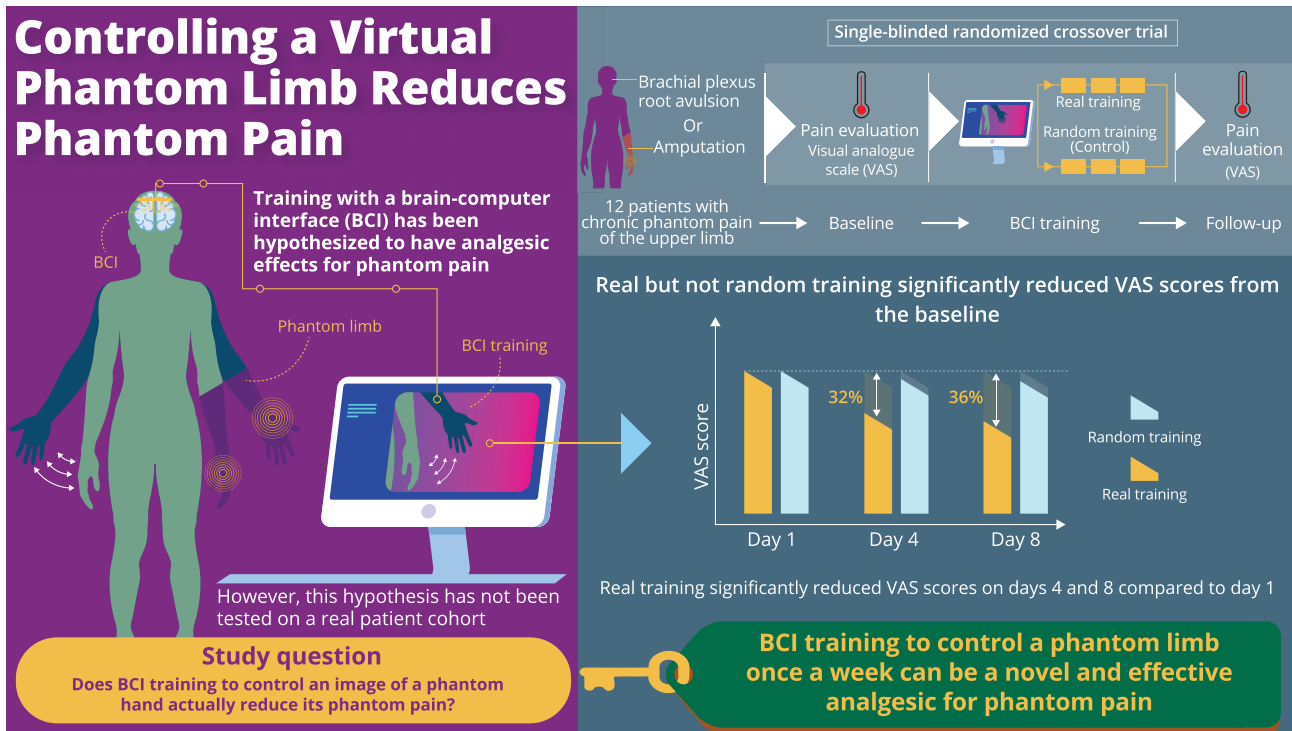 Controlling a Virtual
Phantom Limb Reduces
Phantom Pain
Training with a brain-computer
interface (BCI) has been
hypothesized to have analgesic
effects for phantom pain
BCI
Phantom limb
BCI training
However, this hypothesis has not been
tested on a real patient cohort
Study question
Does BCI training to control an image of a phantom
hand actually reduce its phantom pain?
Single-blinded randomized crossover trial
Brachial plexus
root avulsion
Or
Amputation
Pain evaluation
Visual analogue
scale (VAS)
Real training
Random training
(Control)
Pain
evaluation
(VAS)
12 patients with
chronic phantom pain
of the upper limb
Baseline
BCI training
Follow-up
Real but not random training significantly reduced VAS scores from
the baseline
VAS score
32%
36%
Day 1
Day 4
Day 8
Random training
Real training
Real training significantly reduced VAS scores on days 4 and 8 compared to day 1
BCI training to control a phantom limb
once a week can be a novel and effective
analgesic for phantom pain